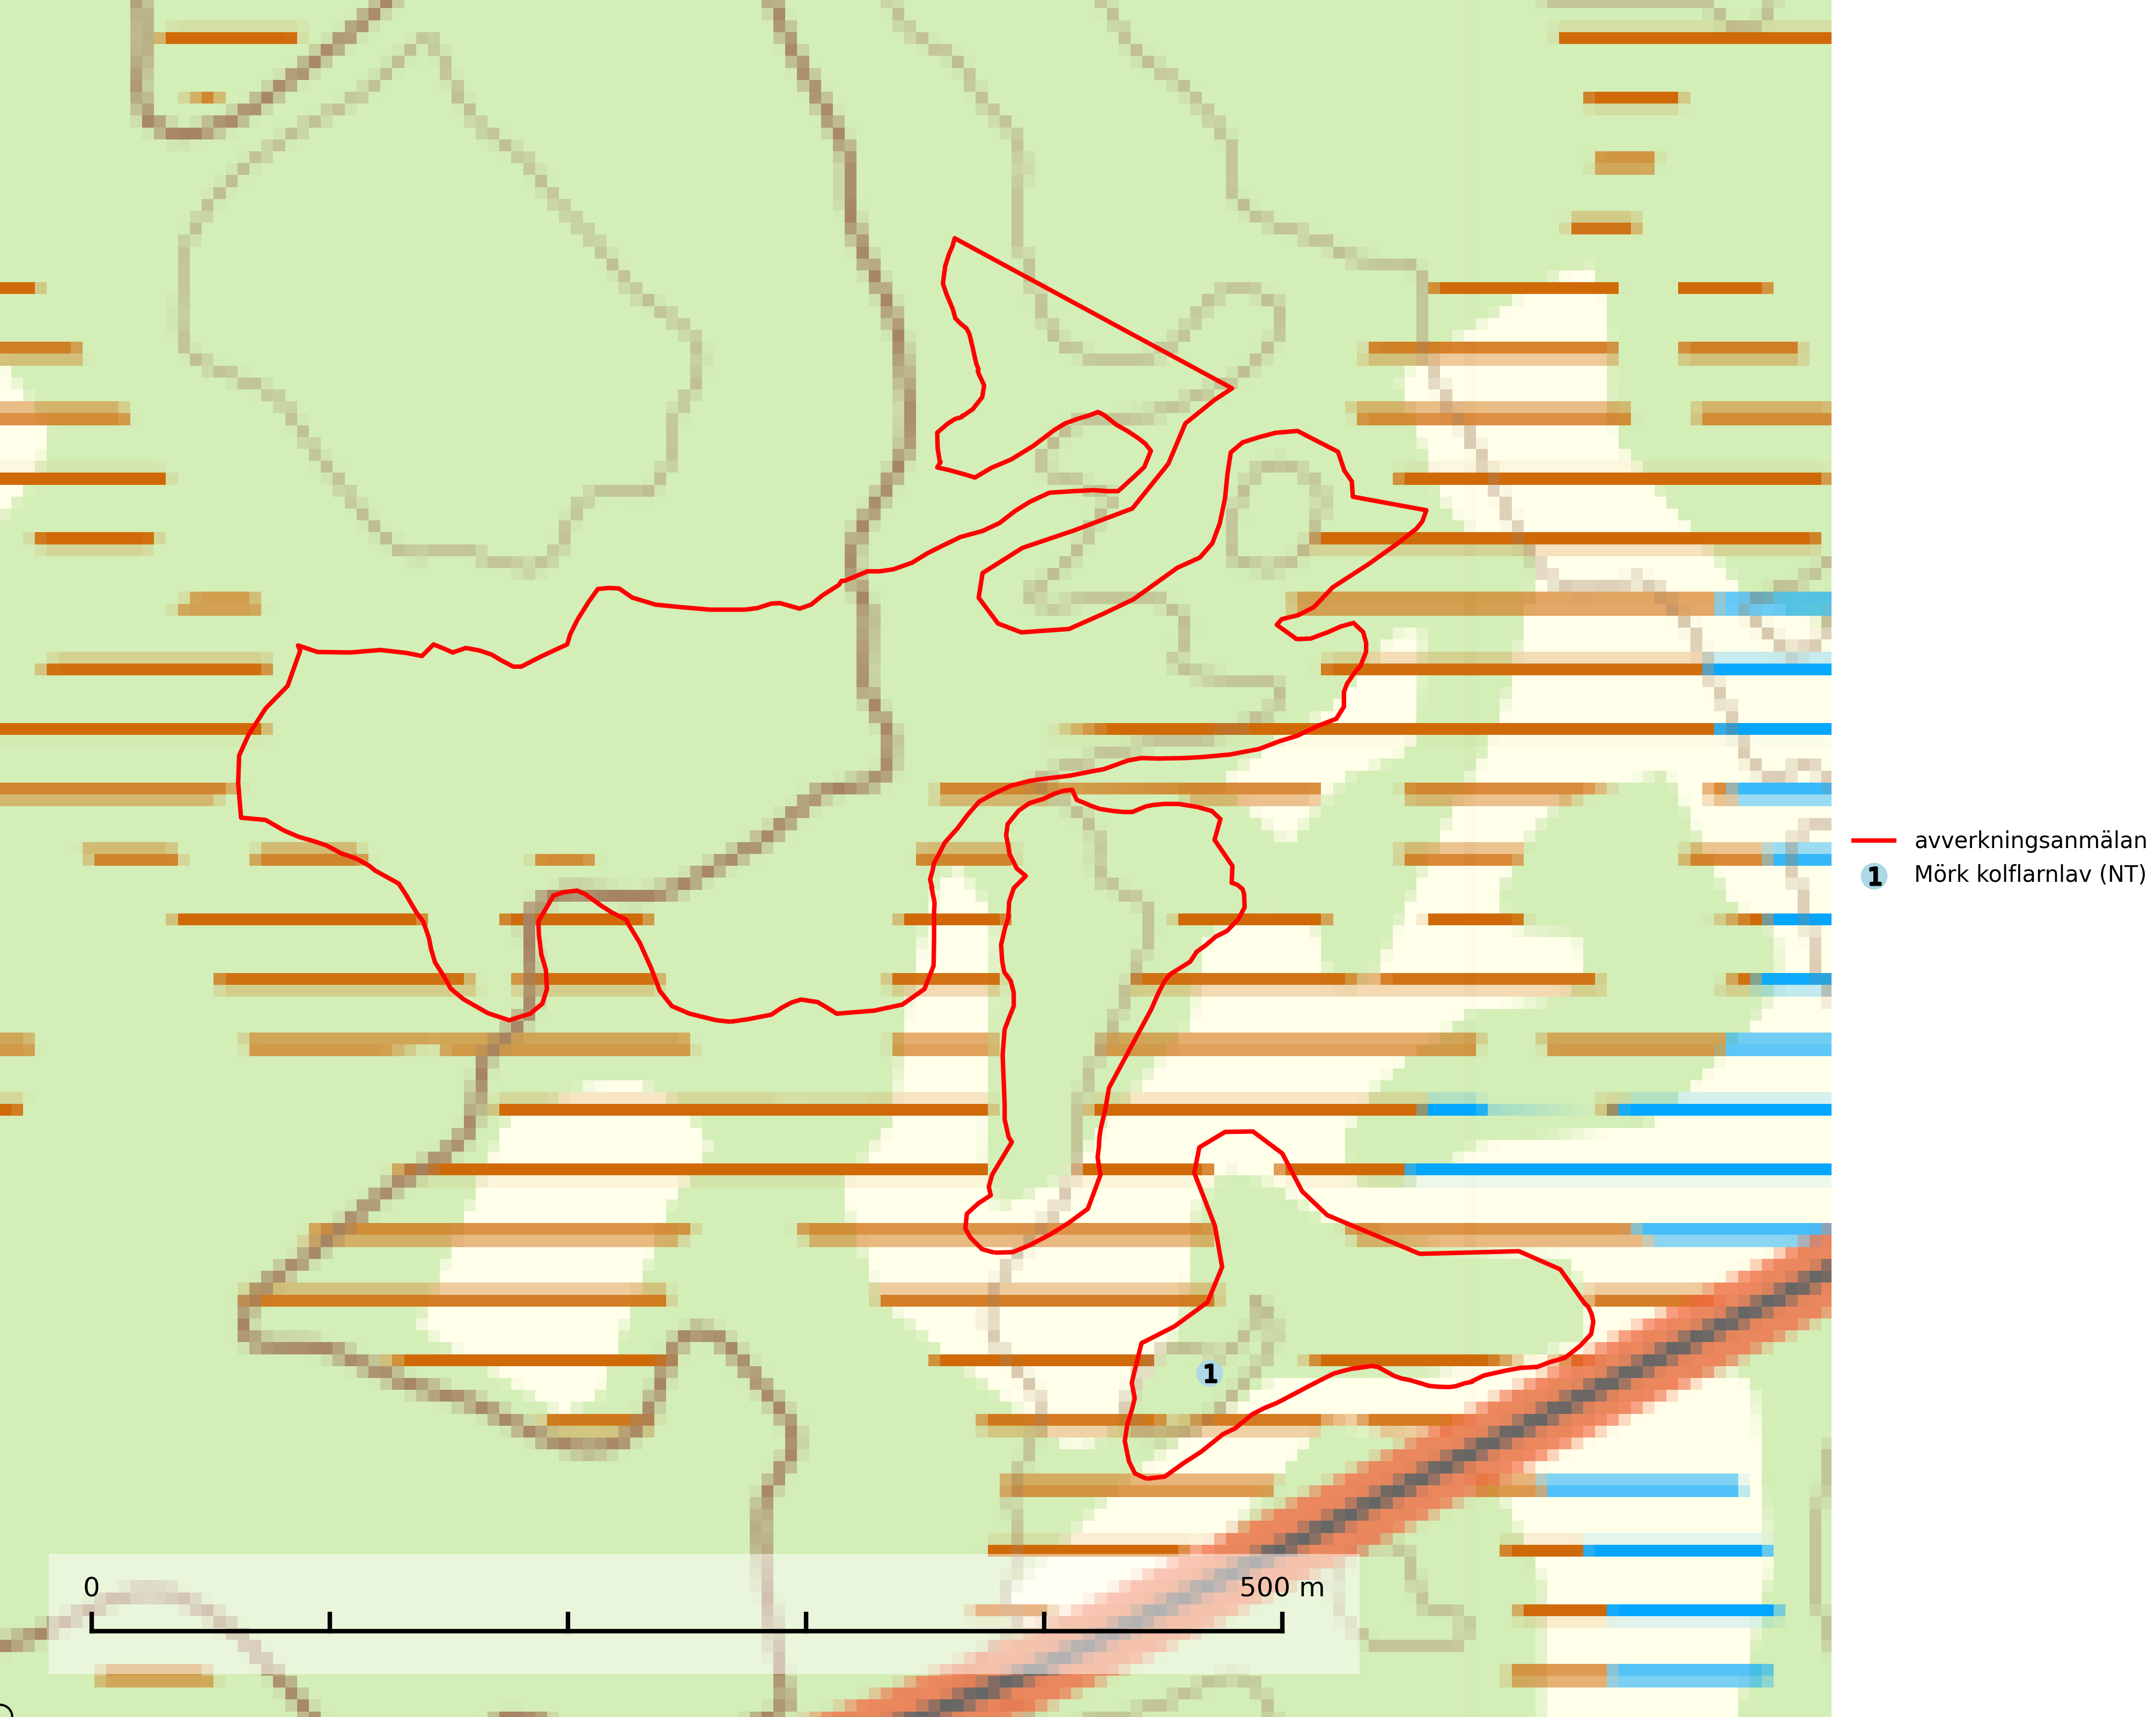 avverkningsanmälan
1 Mörk kolflarnlav (NT)
1
0 500 m